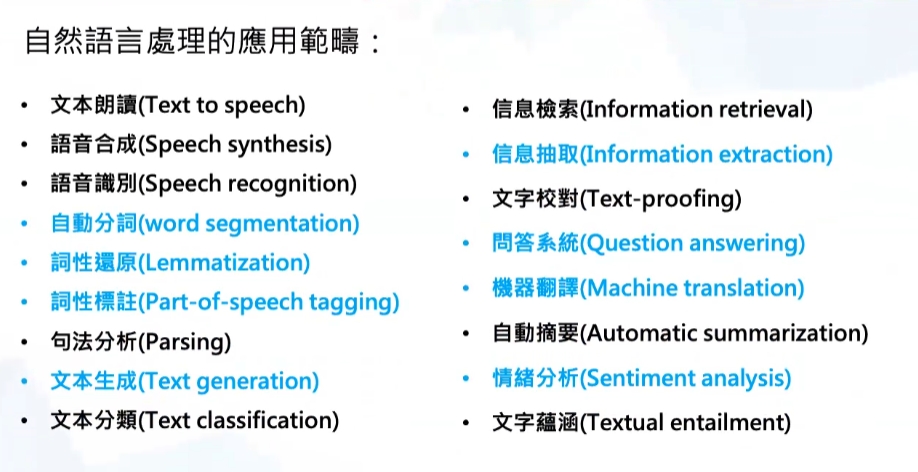 自然語言處理的應用範疇：
• 文本朗讀(Text to speech)
• 語音合成(Speech synthesis)
• 語音識別(Speech recognition)
• 自動分詞(word segmentation)
• 詞性還原(Lemmatization)
• 詞性標註(Part-of-speech tagging)
• 句法分析(Parsing)
• 文本生成(Text generation)
• 文本分類(Text classification)
• 信息檢索(Information retrieval)
• 信息抽取(Information extraction)
• 文字校對(Text-proofing)
• 問答系統(Question answering)
• 機器翻譯(Machine translation)
• 自動摘要(Automatic summarization)
• 情緒分析(Sentiment analysis)
• 文字蘊涵(Textual entailment)